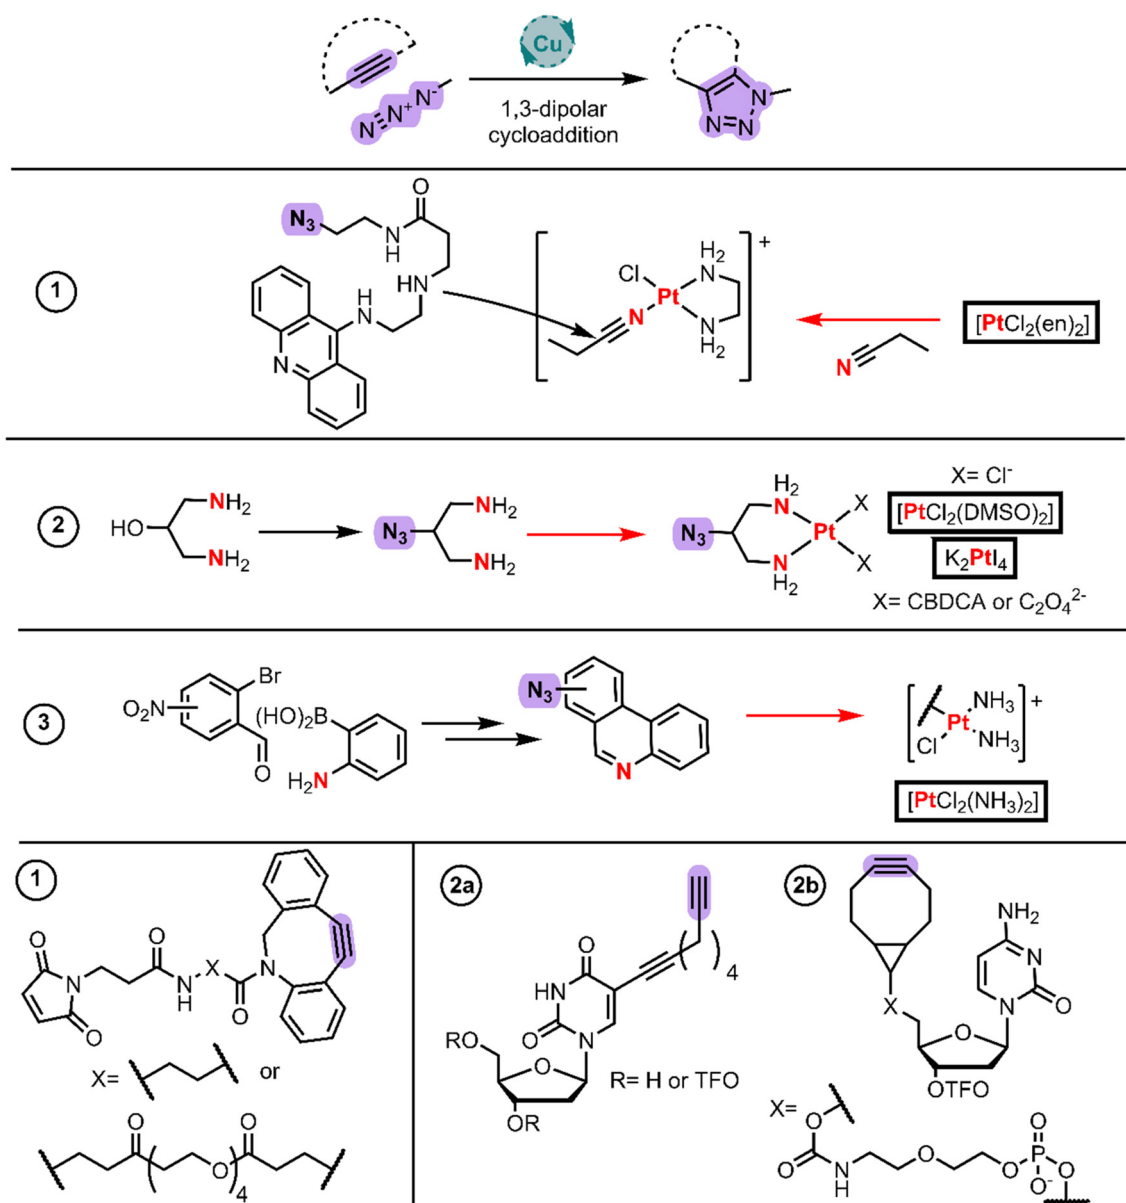 Cu
N≡N⁺N⁻
1,3-dipolar
cycloaddition
N
N=N
1
N₃
O
N
H
HN
H
N
N
Cl
H₂
N
Pt
N
N
H₂
+
[PtCl₂(en)₂]
N
2
HO
NH₂
NH₂
N₃
NH₂
NH₂
N₃
H₂
N
Pt
N
H₂
X
X
X= Cl⁻
[PtCl₂(DMSO)₂]
K₂PtI₄
X= CBDCA or C₂O₄²⁻
3
O₂N
Br
O
(HO)₂B
H₂N
N₃
N
NH₃
Pt
Cl
NH₃
+
[PtCl₂(NH₃)₂]
1
O
N
O
O
N
H
X
O
N
X=
or
O
O
O
4
2a
4
O
HN
O
N
RO
O
OR
R= H or TFO
2b
NH₂
N
N
O
X
O
OTFO
X=
O
O
N
H
O
O
O
P
O⁻
O